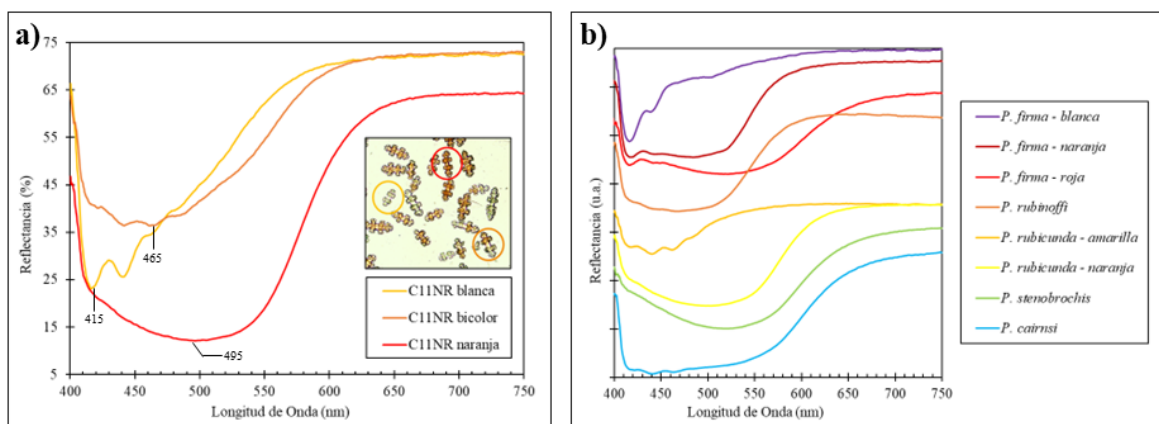 a)
75
65
55
45
35
25
15
5
Reflectancia (%)
465
415
495
C11NR blanca
C11NR bicolor
C11NR naranja
400
450
500
550
600
650
700
750
Longitud de Onda (nm)
b)
Reflectancia (u.a.)
400
450
500
550
600
650
700
750
Longitud de Onda (nm)
P. firma - blanca
P. firma - naranja
P. firma - roja
P. rubinoffi
P. rubicunda - amarilla
P. rubicunda - naranja
P. stenobrochis
P. cairnsi